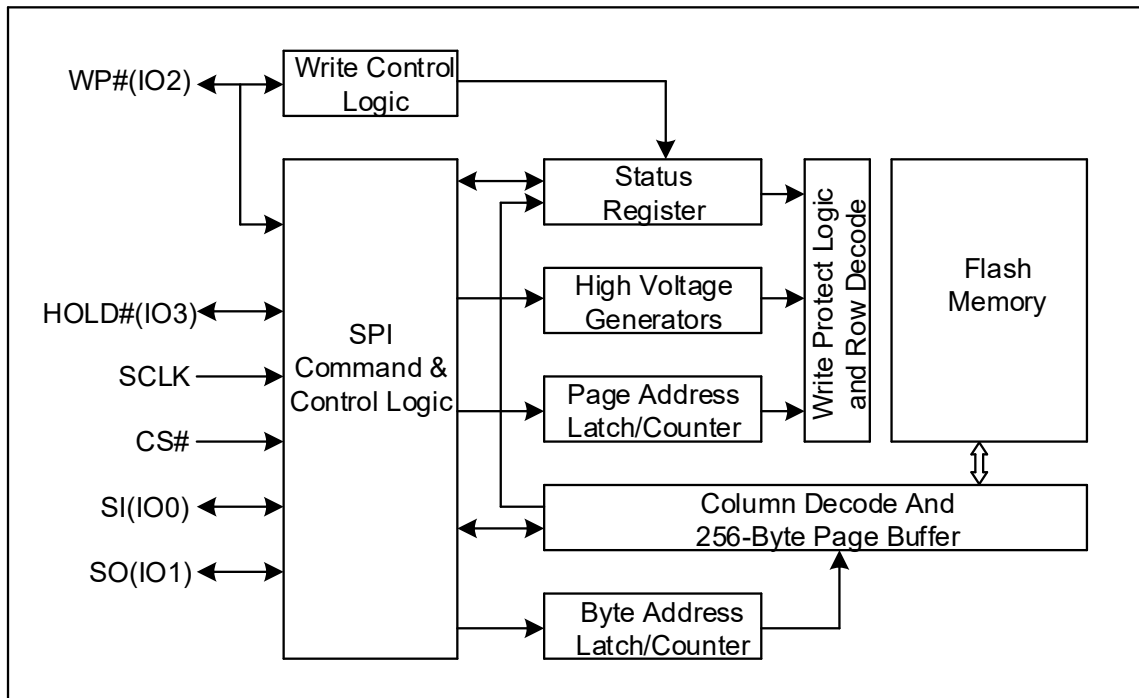 WP#(IO2)
Write Control
Logic
Status
Register
HOLD#(IO3)
High Voltage
Generators
SPI
Command &
Control Logic
SCLK
Page Address
Latch/Counter
CS#
Write Protect Logic
and Row Decode
Flash
Memory
SI(IO0)
Column Decode And
256-Byte Page Buffer
SO(IO1)
Byte Address
Latch/Counter